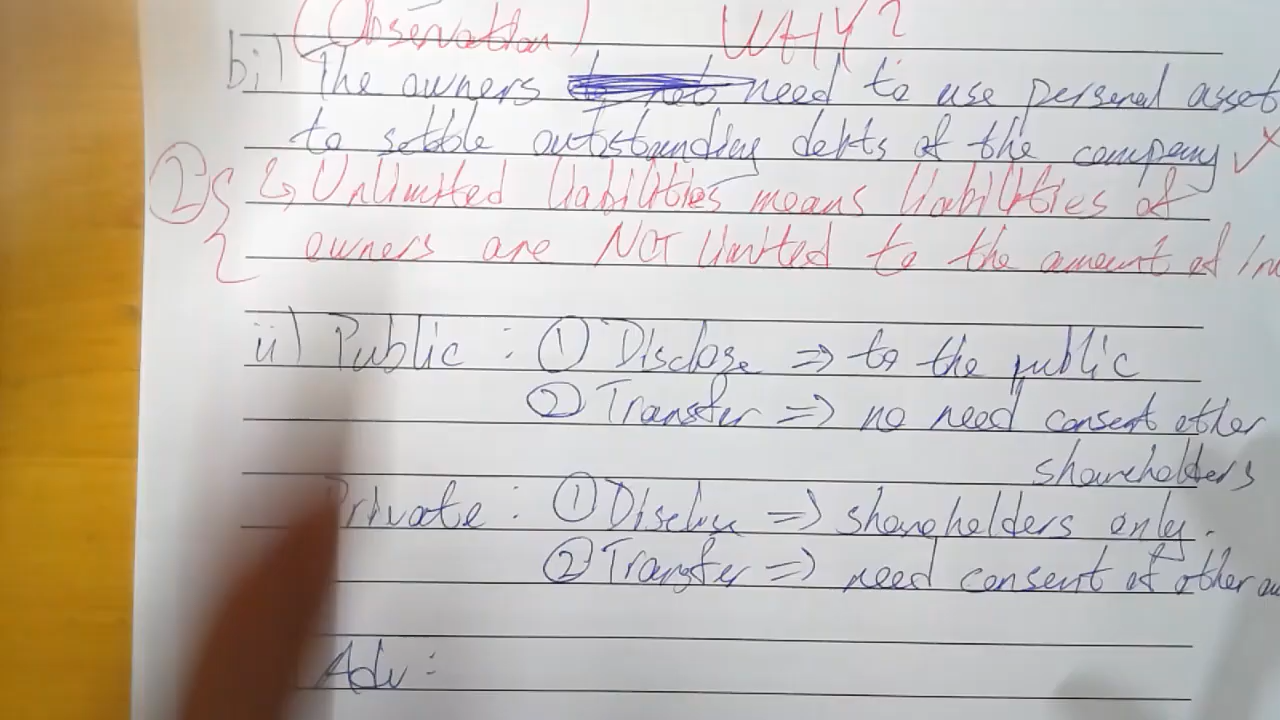 (Observation) WHY?
bi) The owners need to use personal asset
to settle outstanding debts of the company ✓
② ↳ Unlimited liabilities means liabilities of
owners are NOT limited to the amount of in
ii) Public : ① Disclose => to the public
② Transfer => no need consent other
shareholders
Private : ① Disclose => shareholders only.
② Transfer => need consent of other
Adv :